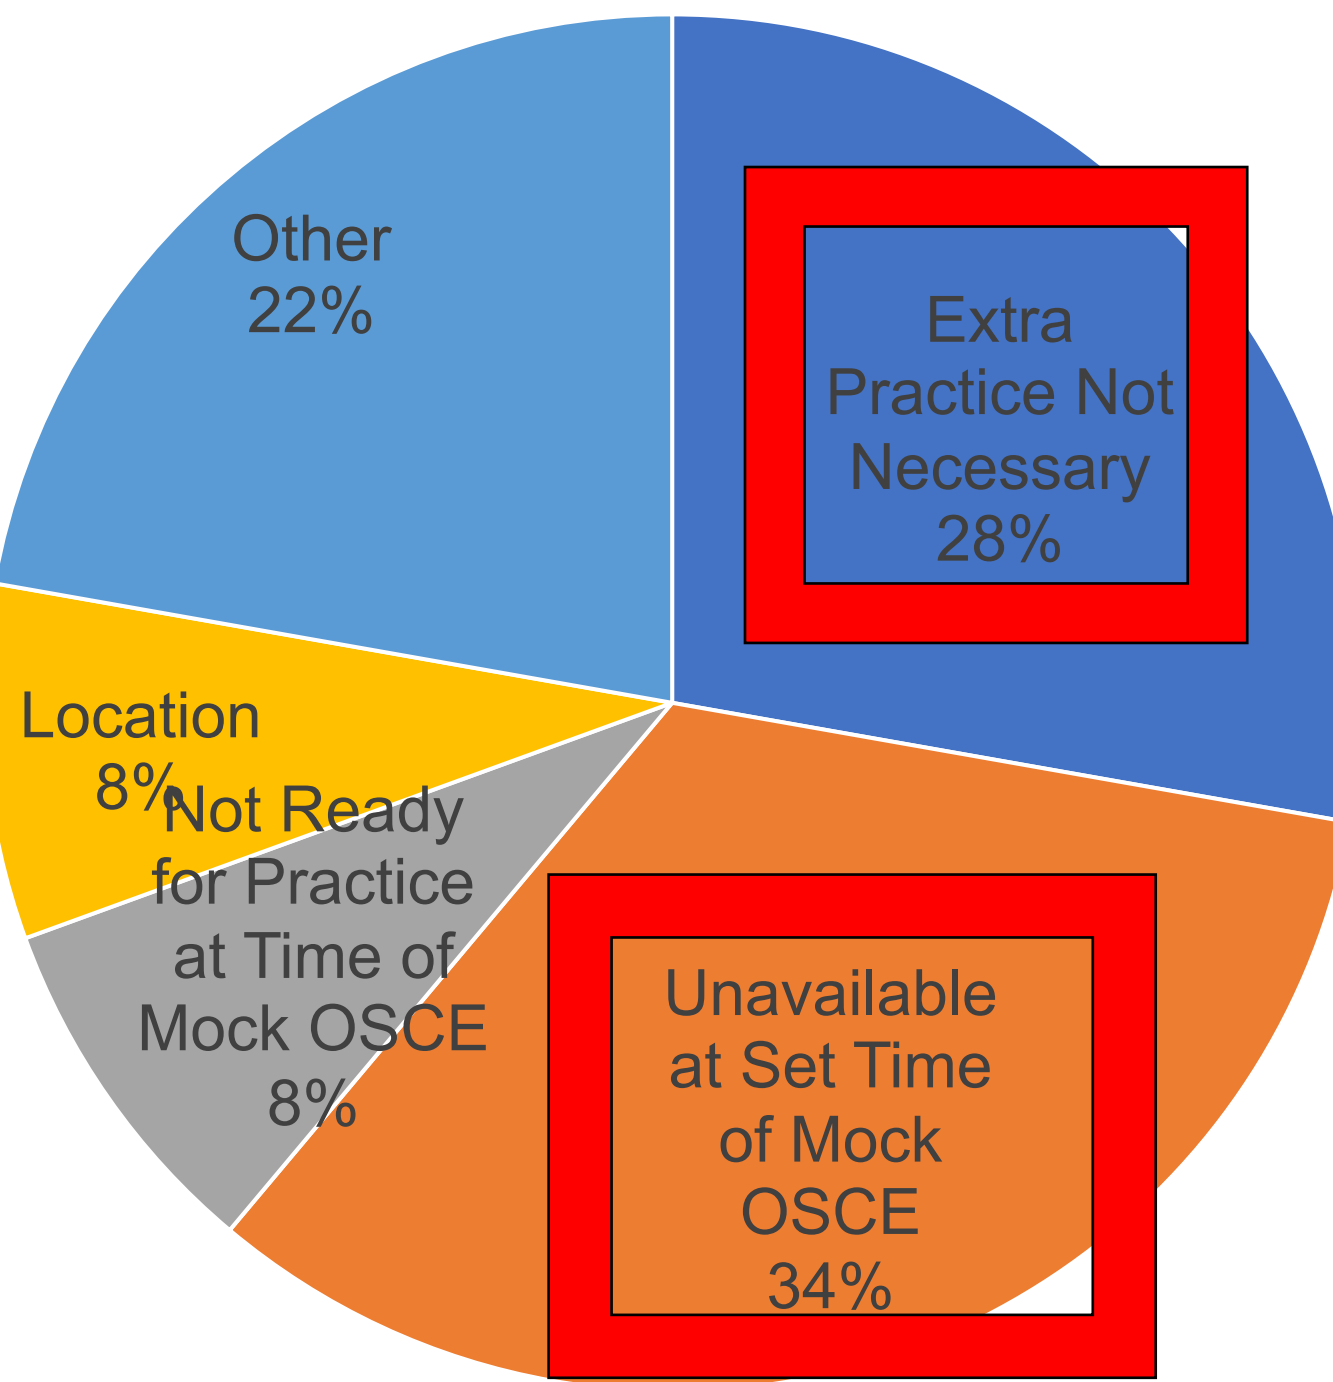 Other
22%
Extra
Practice Not
Necessary
28%
Location
8%
Not Ready
for Practice
at Time of
Mock OSCE
8%
Unavailable
at Set Time
of Mock
OSCE
34%